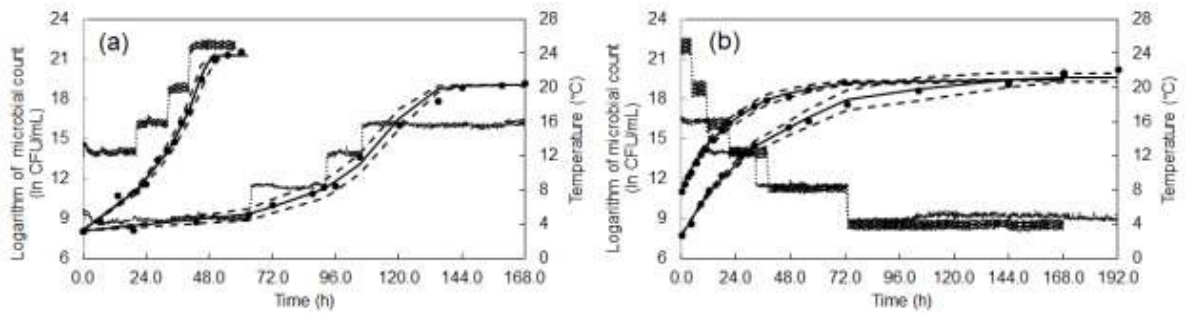 (a)
Logarithm of microbial count
(ln CFU/mL)
24
21
18
15
12
9
6
28
24
20
16
12
8
4
0
Temperature (°C)
0.0 24.0 48.0 72.0 96.0 120.0 144.0 168.0
Time (h)
(b)
Logarithm of microbial count
(ln CFU/mL)
24
21
18
15
12
9
6
28
24
20
16
12
8
4
0
Temperature (°C)
0.0 24.0 48.0 72.0 96.0 120.0 144.0 168.0 192.0
Time (h)